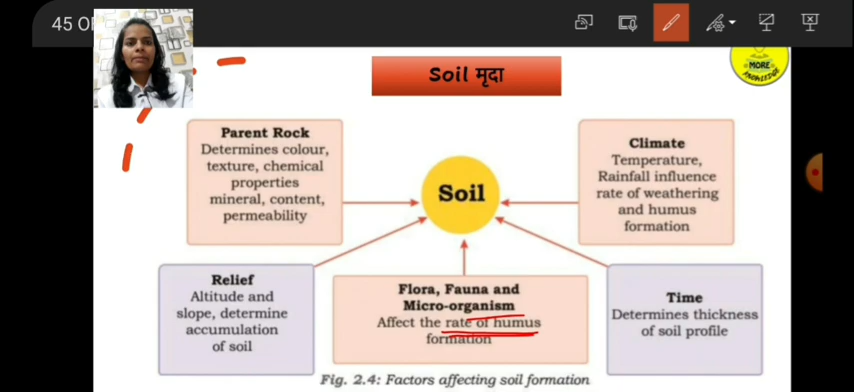 45 OF
Soil मृदा
MORE
KNOWLEDGE
Parent Rock
Determines colour,
texture, chemical
properties
mineral, content,
permeability
Soil
Climate
Temperature,
Rainfall influence
rate of weathering
and humus
formation
Relief
Altitude and
slope, determine
accumulation
of soil
Flora, Fauna and
Micro-organism
Affect the rate of humus
formation
Time
Determines thickness
of soil profile
Fig. 2.4: Factors affecting soil formation